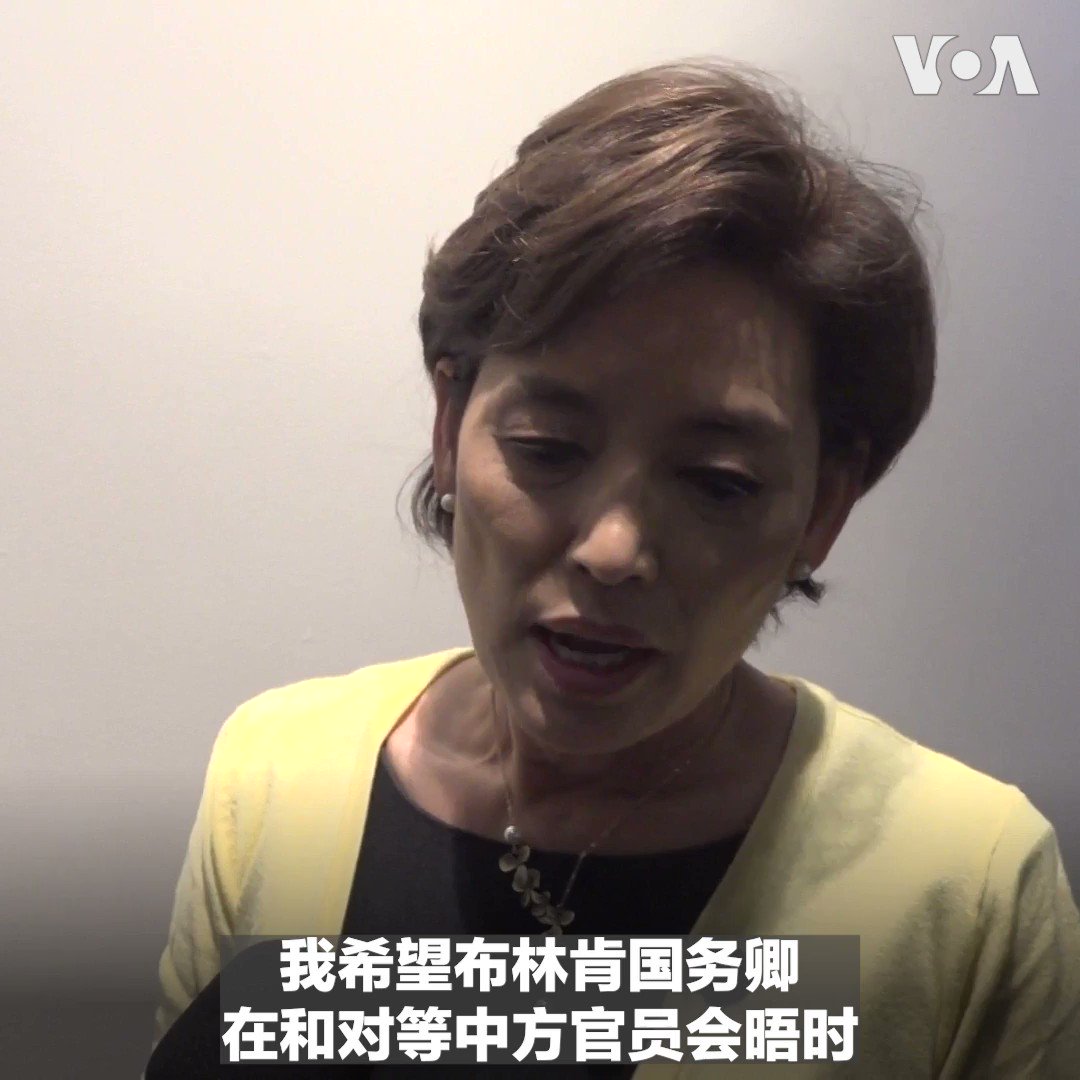 VOA
我希望布林肯国务卿
在和对等中方官员会晤时